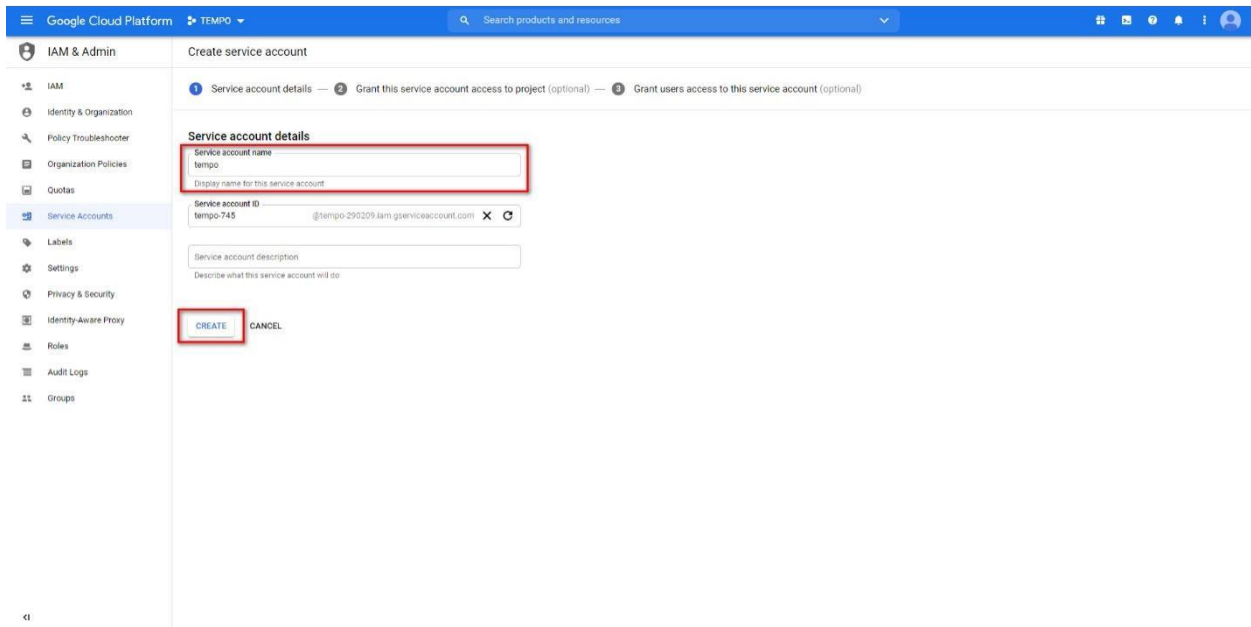 Google Cloud Platform TEMPO Search products and resources
IAM & Admin
Create service account
IAM
Identity & Organization
Policy Troubleshooter
Organization Policies
Quotas
Service Accounts
Labels
Settings
Privacy & Security
Identity-Aware Proxy
Roles
Audit Logs
Groups
1 Service account details — 2 Grant this service account access to project (optional) — 3 Grant users access to this service account (optional)
Service account details
Service account name
tempo
Display name for this service account
Service account ID
tempo-745 @tempo-290209.iam.gserviceaccount.com
Service account description
Describe what this service account will do
CREATE CANCEL